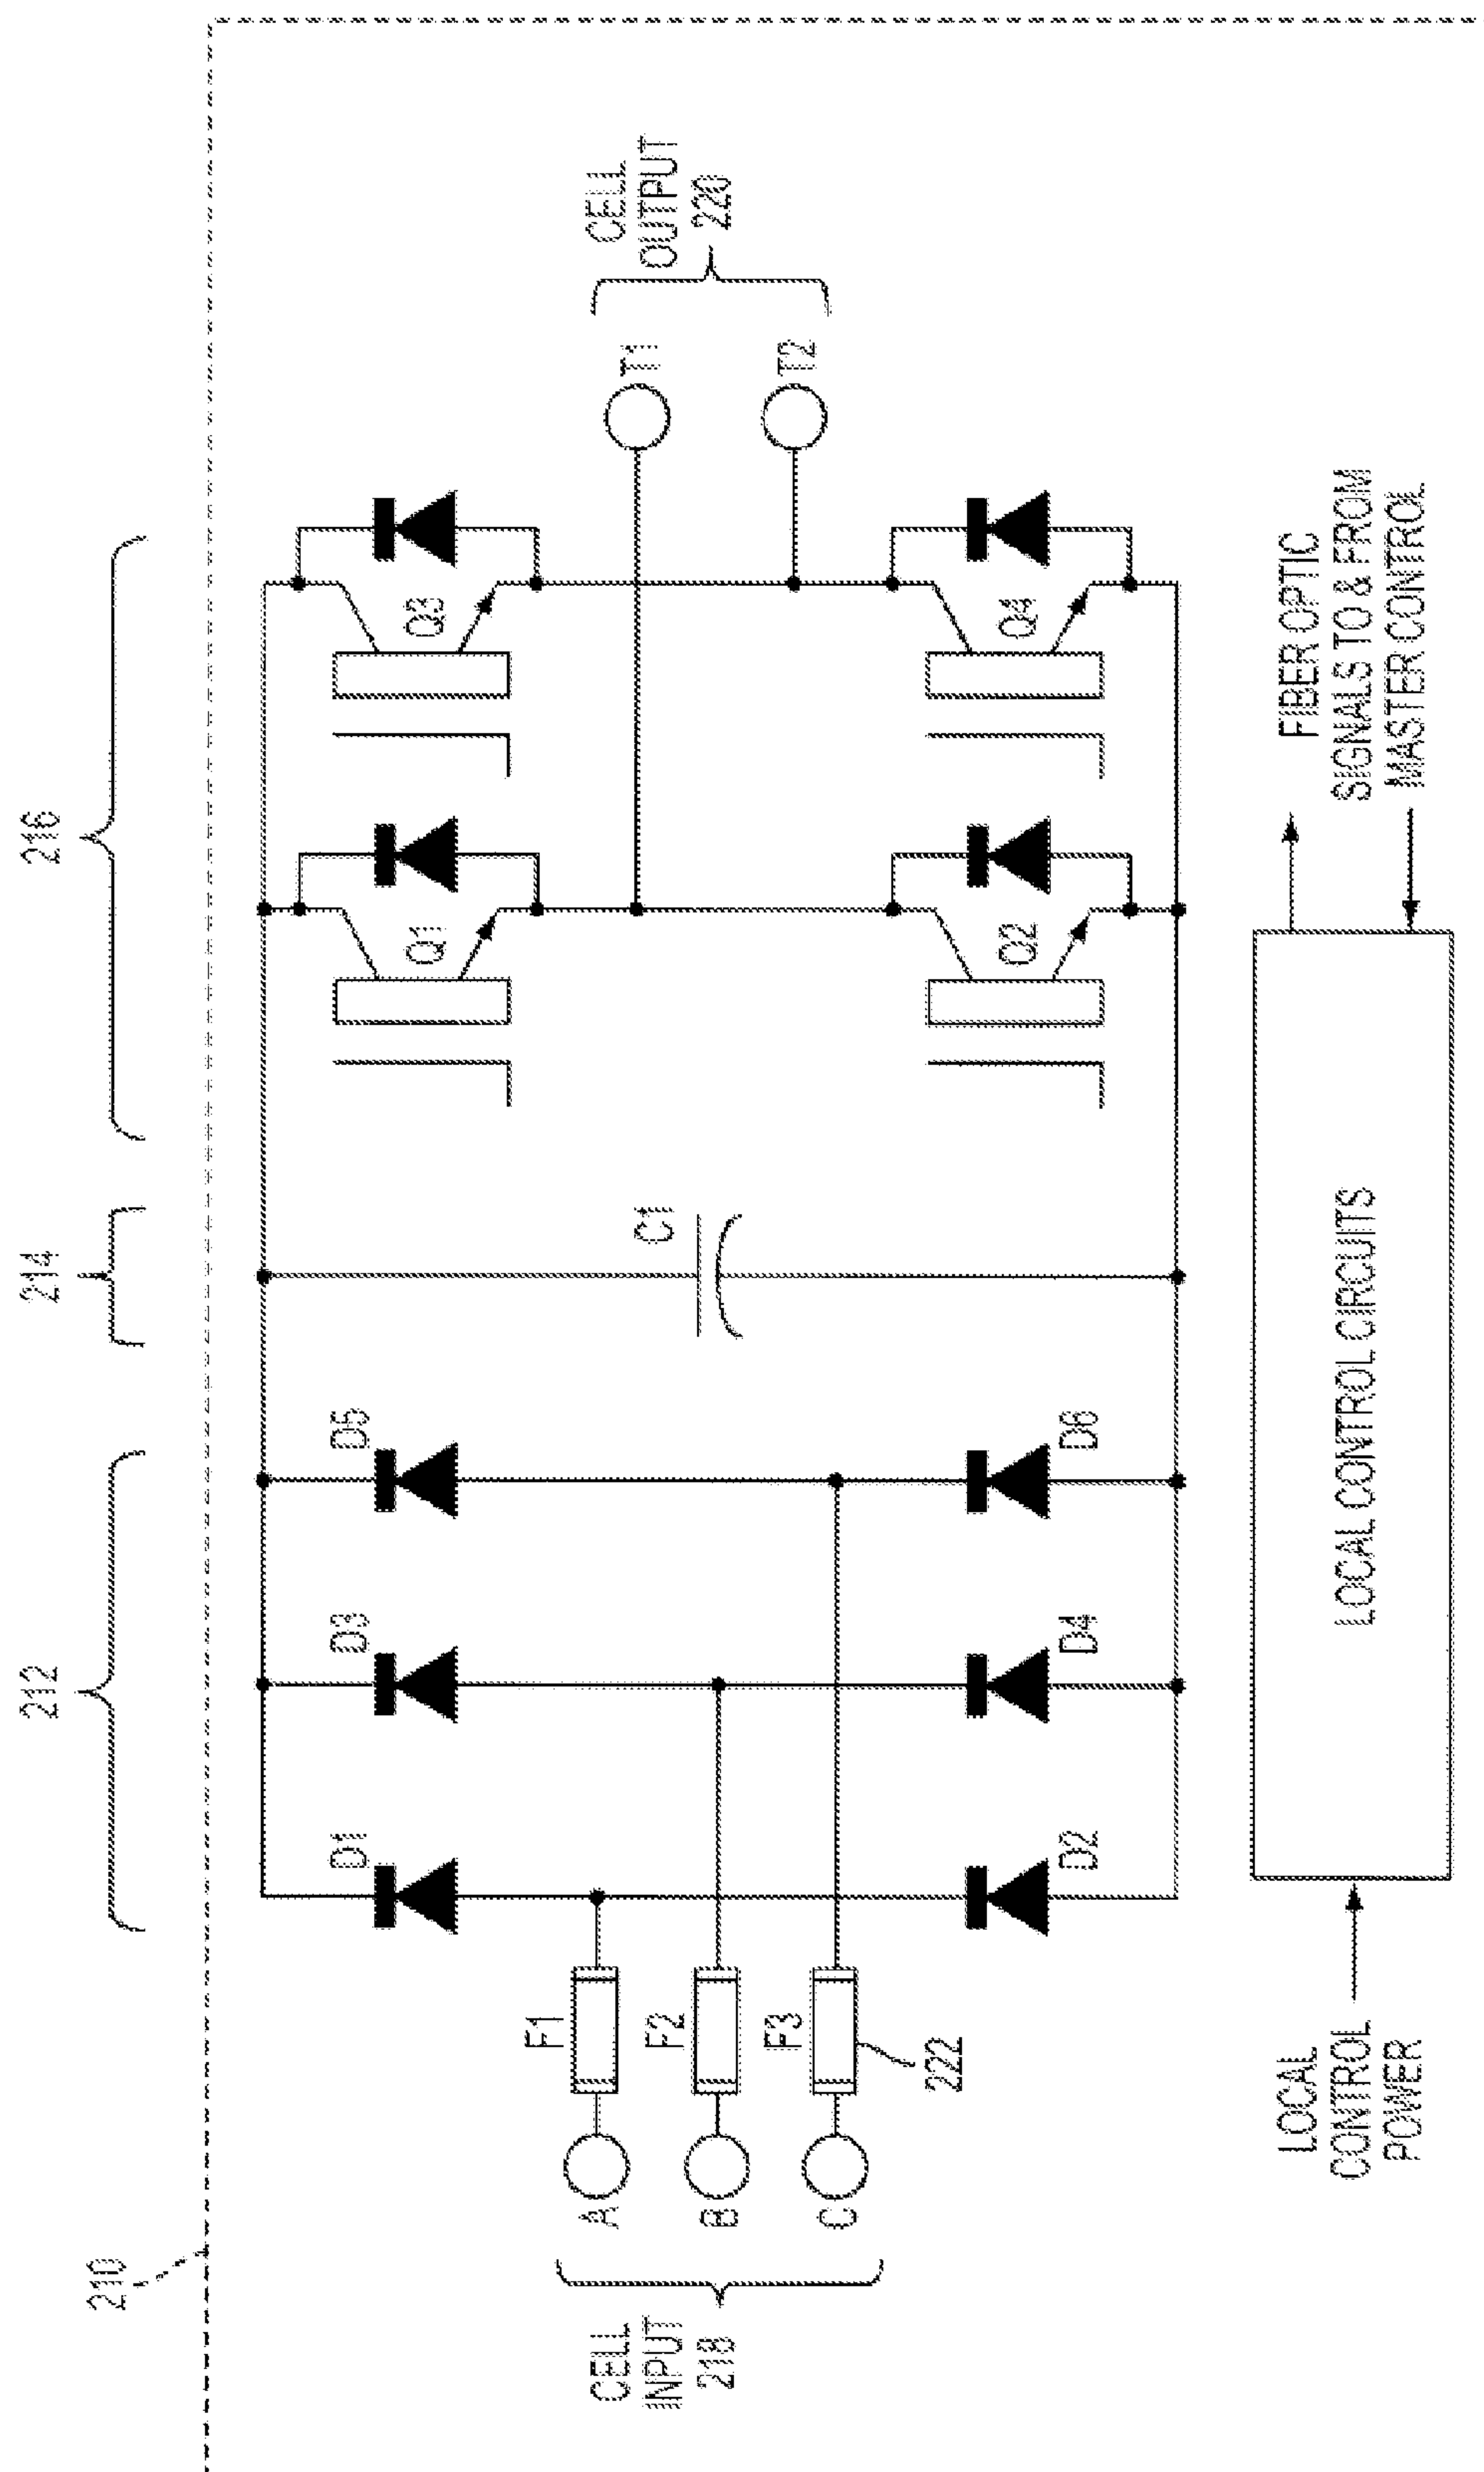 210
212
214
216
CELL
INPUT
218
A
B
C
F1
F2
F3
222
D1
D3
D5
D2
D4
D6
C1
Q1
Q3
Q2
Q4
T1
T2
CELL
OUTPUT
220
LOCAL
CONTROL
POWER
LOCAL CONTROL CIRCUITS
FIBER OPTIC
SIGNALS TO & FROM
MASTER CONTROL